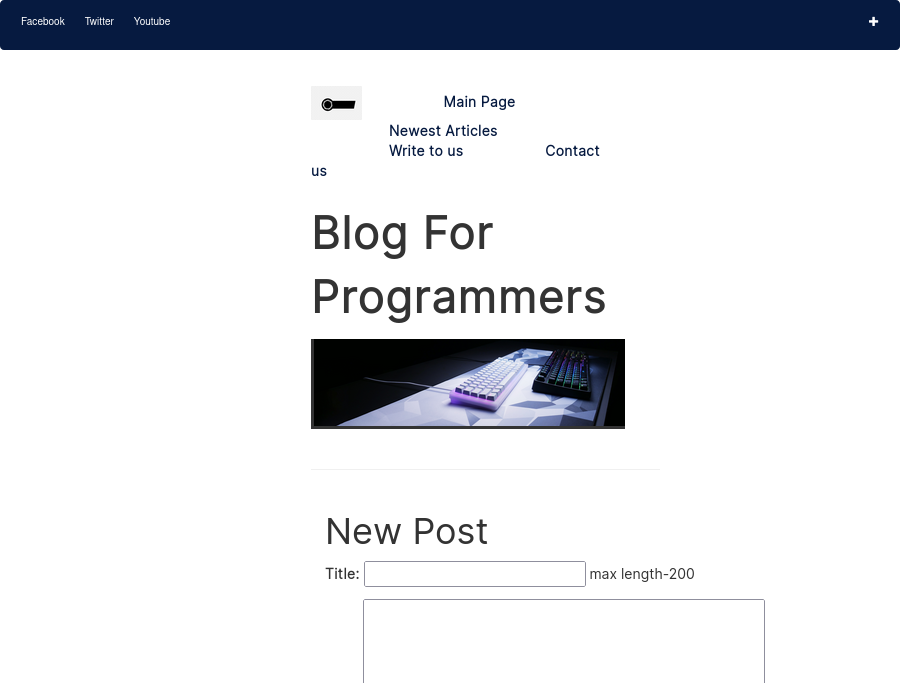 Facebook Twitter Youtube
Main Page
Newest Articles
Write to us Contact
us
Blog For
Programmers
New Post
Title: max length-200